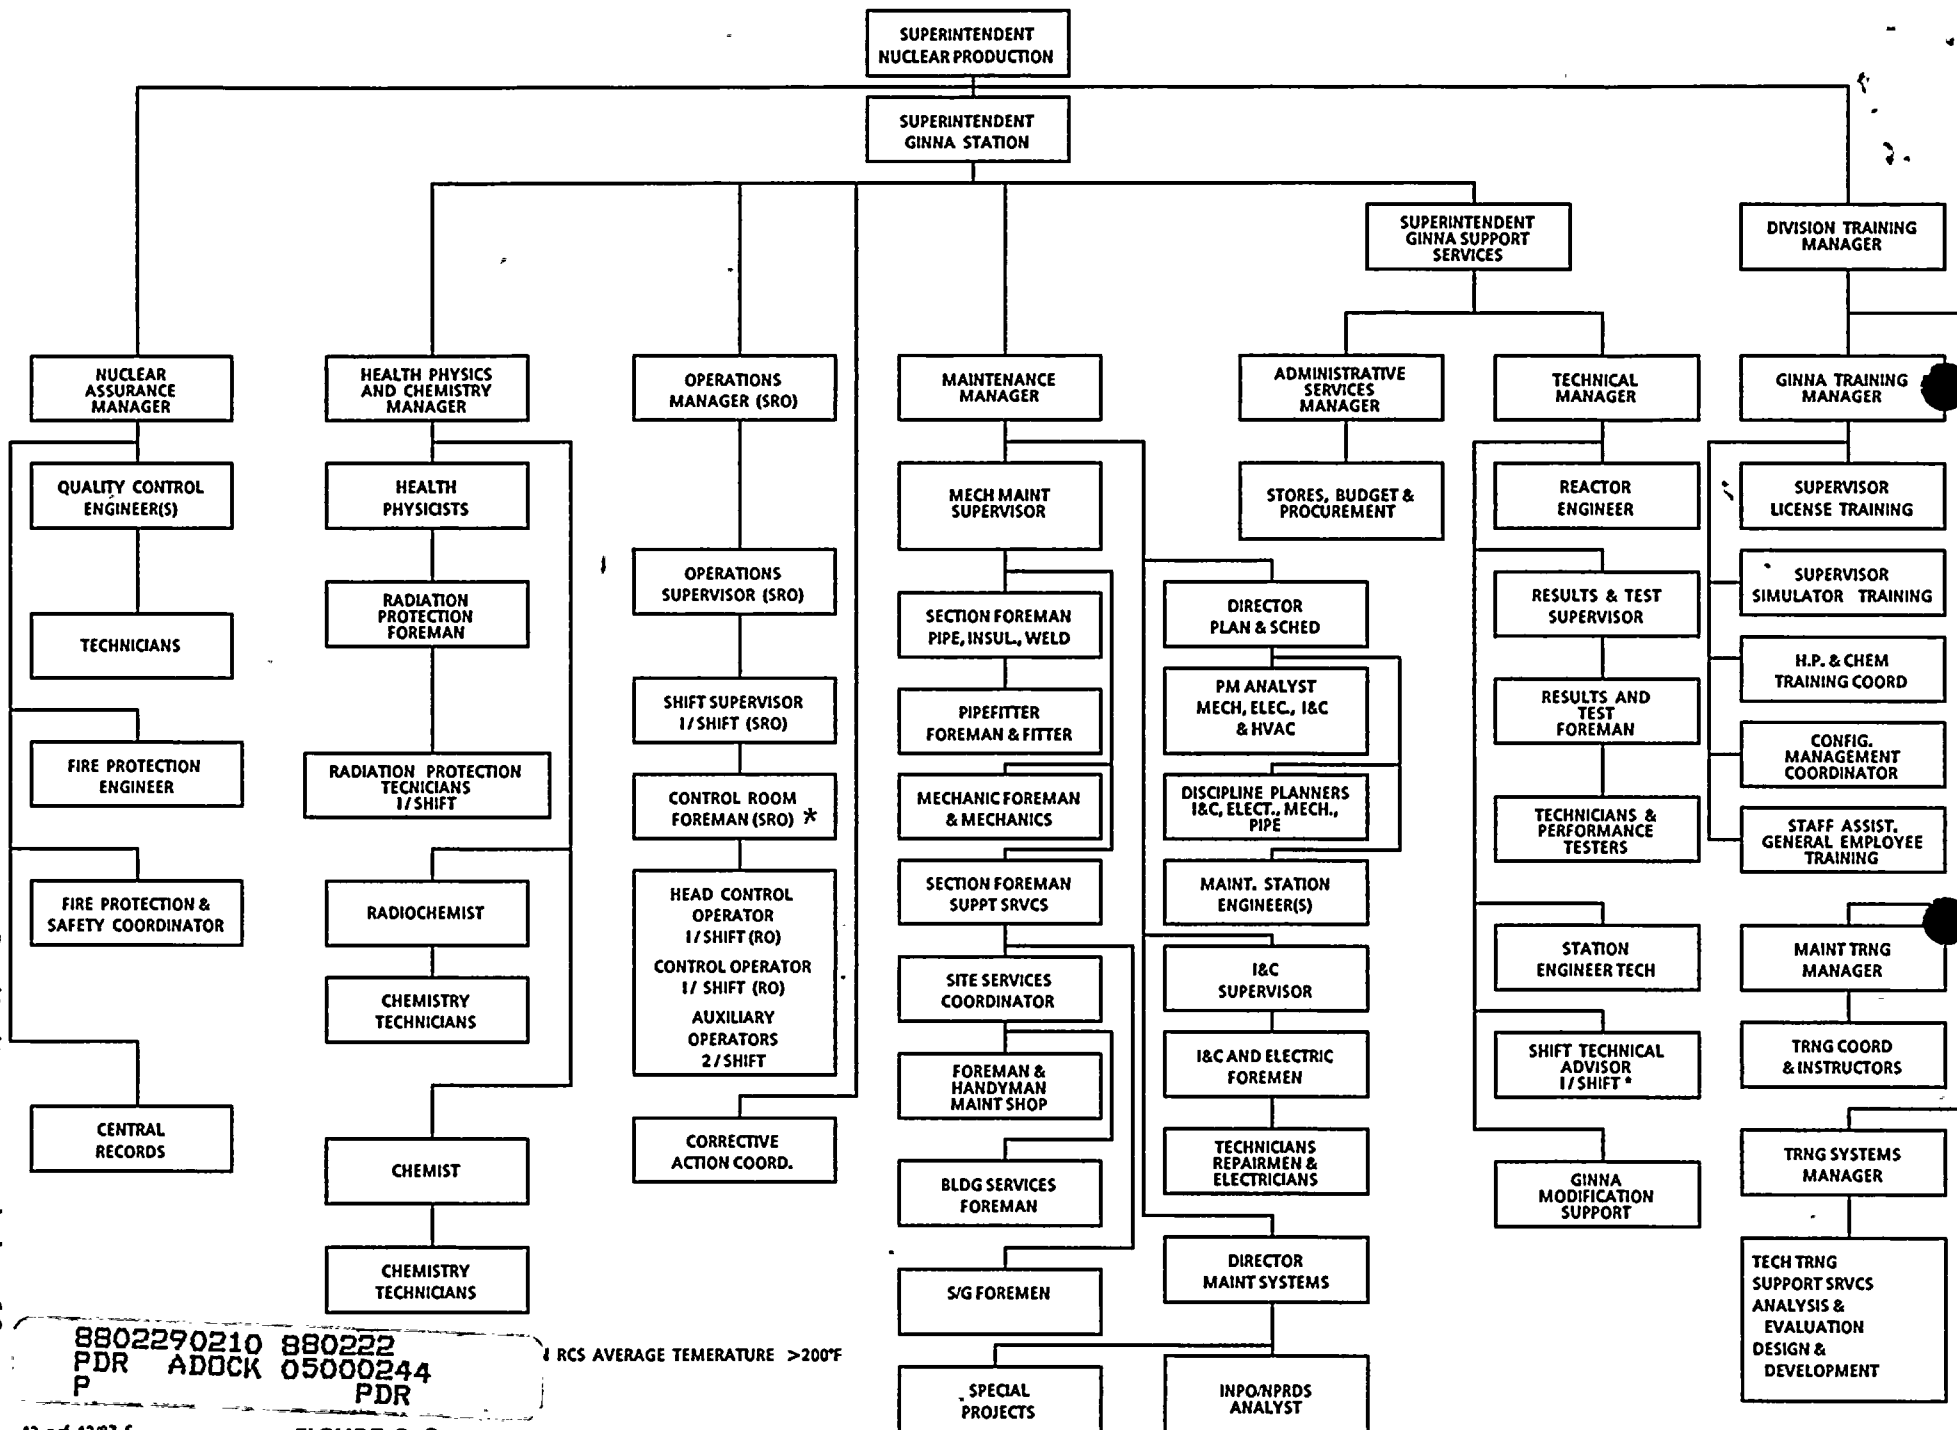 SUPERINTENDENT
NUCLEAR PRODUCTION
SUPERINTENDENT
GINNA STATION
SUPERINTENDENT
GINNA SUPPORT
SERVICES
DIVISION TRAINING
MANAGER
NUCLEAR
ASSURANCE
MANAGER
HEALTH PHYSICS
AND CHEMISTRY
MANAGER
OPERATIONS
MANAGER (SRO)
MAINTENANCE
MANAGER
ADMINISTRATIVE
SERVICES
MANAGER
TECHNICAL
MANAGER
GINNA TRAINING
MANAGER
QUALITY CONTROL
ENGINEER(S)
TECHNICIANS
FIRE PROTECTION
ENGINEER
FIRE PROTECTION &
SAFETY COORDINATOR
CENTRAL
RECORDS
HEALTH
PHYSICISTS
RADIATION
PROTECTION
FOREMAN
RADIATION PROTECTION
TECNICIANS
1/SHIFT
RADIOCHEMIST
CHEMISTRY
TECHNICIANS
CHEMIST
CHEMISTRY
TECHNICIANS
OPERATIONS
SUPERVISOR (SRO)
SHIFT SUPERVISOR
1/SHIFT (SRO)
CONTROL ROOM
FOREMAN (SRO) *
HEAD CONTROL
OPERATOR
1/SHIFT (RO)
CONTROL OPERATOR
1/ SHIFT (RO)
AUXILIARY
OPERATORS
2/SHIFT
CORRECTIVE
ACTION COORD.
MECH MAINT
SUPERVISOR
SECTION FOREMAN
PIPE, INSUL., WELD
PIPEFITTER
FOREMAN & FITTER
MECHANIC FOREMAN
& MECHANICS
SECTION FOREMAN
SUPPT SRVCS
SITE SERVICES
COORDINATOR
FOREMAN &
HANDYMAN
MAINT SHOP
BLDG SERVICES
FOREMAN
S/G FOREMEN
DIRECTOR
PLAN & SCHED
PM ANALYST
MECH, ELEC., I&C
& HVAC
DISCIPLINE PLANNERS
I&C, ELECT., MECH.,
PIPE
MAINT. STATION
ENGINEER(S)
I&C
SUPERVISOR
I&C AND ELECTRIC
FOREMEN
TECHNICIANS
REPAIRMEN &
ELECTRICIANS
DIRECTOR
MAINT SYSTEMS
SPECIAL
PROJECTS
INPO/NPRDS
ANALYST
STORES, BUDGET &
PROCUREMENT
REACTOR
ENGINEER
RESULTS & TEST
SUPERVISOR
RESULTS AND
TEST
FOREMAN
TECHNICIANS &
PERFORMANCE
TESTERS
STATION
ENGINEER TECH
SHIFT TECHNICAL
ADVISOR
1/SHIFT *
GINNA
MODIFICATION
SUPPORT
SUPERVISOR
LICENSE TRAINING
SUPERVISOR
SIMULATOR TRAINING
H.P. & CHEM
TRAINING COORD
CONFIG.
MANAGEMENT
COORDINATOR
STAFF ASSIST.
GENERAL EMPLOYEE
TRAINING
MAINT TRNG
MANAGER
TRNG COORD
& INSTRUCTORS
TRNG SYSTEMS
MANAGER
TECH TRNG
SUPPORT SRVCS
ANALYSIS &
EVALUATION
DESIGN &
DEVELOPMENT
8802290210 880222
PDR ADOCK 05000244
P PDR
RCS AVERAGE TEMERATURE >200°F